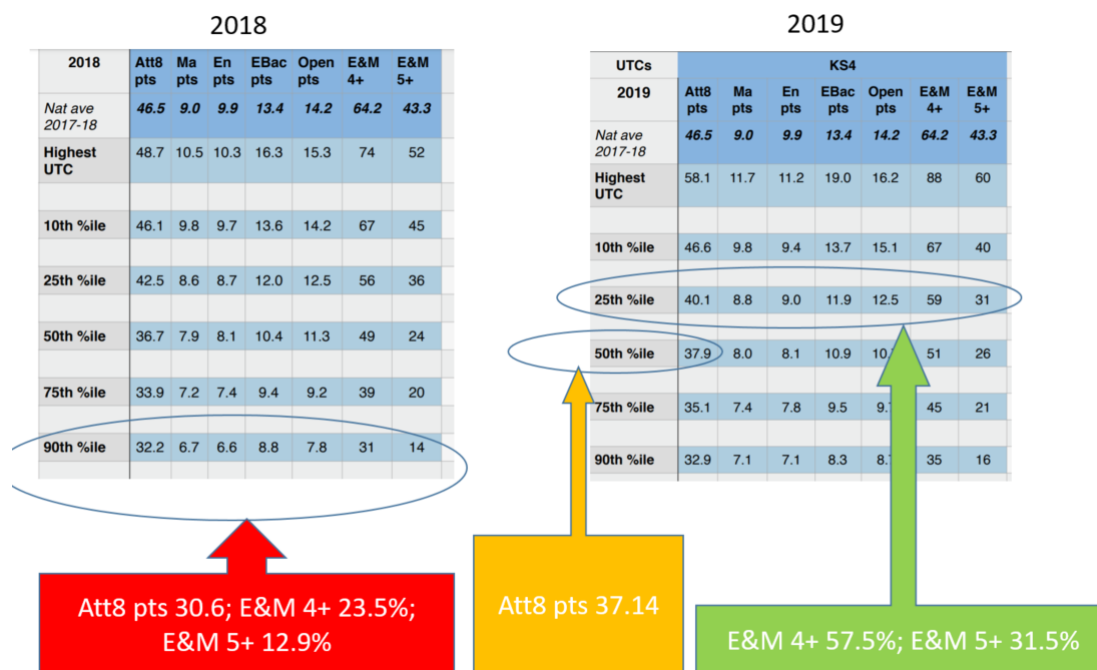 2018
2018 Att8 pts Ma pts En pts EBac pts Open pts E&M 4+ E&M 5+
Nat ave 2017-18 46.5 9.0 9.9 13.4 14.2 64.2 43.3
Highest UTC 48.7 10.5 10.3 16.3 15.3 74 52
10th %ile 46.1 9.8 9.7 13.6 14.2 67 45
25th %ile 42.5 8.6 8.7 12.0 12.5 56 36
50th %ile 36.7 7.9 8.1 10.4 11.3 49 24
75th %ile 33.9 7.2 7.4 9.4 9.2 39 20
90th %ile 32.2 6.7 6.6 8.8 7.8 31 14
2019
UTCs KS4
2019 Att8 pts Ma pts En pts EBac pts Open pts E&M 4+ E&M 5+
Nat ave 2017-18 46.5 9.0 9.9 13.4 14.2 64.2 43.3
Highest UTC 58.1 11.7 11.2 19.0 16.2 88 60
10th %ile 46.6 9.8 9.4 13.7 15.1 67 40
25th %ile 40.1 8.8 9.0 11.9 12.5 59 31
50th %ile 37.9 8.0 8.1 10.9 51 26
75th %ile 35.1 7.4 7.8 9.5 45 21
90th %ile 32.9 7.1 7.1 8.3 35 16
Att8 pts 30.6; E&M 4+ 23.5%;
E&M 5+ 12.9%
Att8 pts 37.14
E&M 4+ 57.5%; E&M 5+ 31.5%